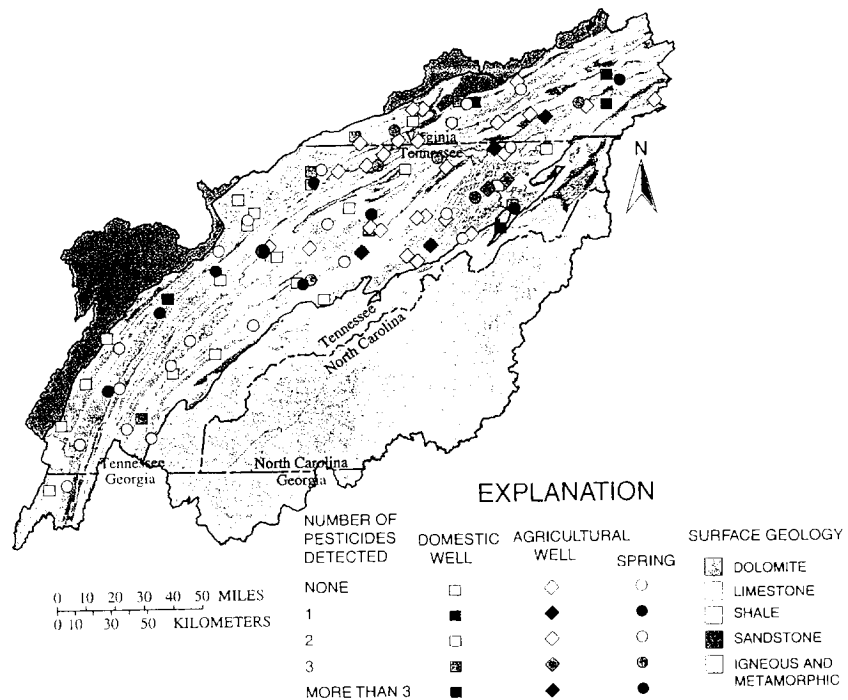 Virginia
Tennessee
N
Tennessee
North Carolina
Tennessee
Georgia
North Carolina
Georgia
EXPLANATION
NUMBER OF
PESTICIDES
DETECTED
DOMESTIC
WELL
AGRICULTURAL
WELL
SPRING
SURFACE GEOLOGY
NONE
1
2
3
MORE THAN 3
DOLOMITE
LIMESTONE
SHALE
SANDSTONE
IGNEOUS AND
METAMORPHIC
0 10 20 30 40 50 MILES
0 10 30 50 KILOMETERS